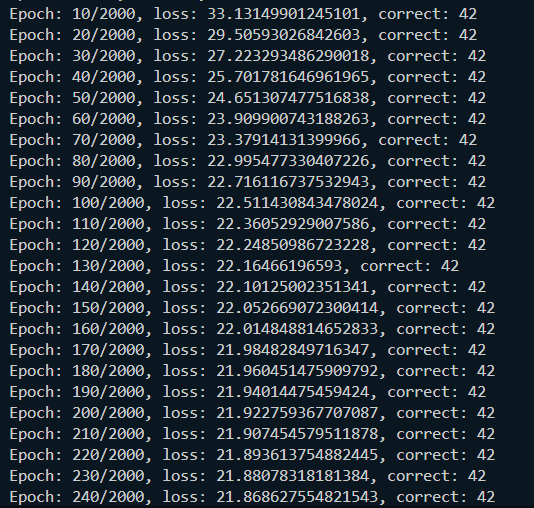 Epoch: 10/2000, loss: 33.13149901245101, correct: 42
Epoch: 20/2000, loss: 29.50593026842603, correct: 42
Epoch: 30/2000, loss: 27.223293486290018, correct: 42
Epoch: 40/2000, loss: 25.701781646961965, correct: 42
Epoch: 50/2000, loss: 24.651307477516838, correct: 42
Epoch: 60/2000, loss: 23.909900743188263, correct: 42
Epoch: 70/2000, loss: 23.37914131399966, correct: 42
Epoch: 80/2000, loss: 22.995477330407226, correct: 42
Epoch: 90/2000, loss: 22.716116737532943, correct: 42
Epoch: 100/2000, loss: 22.511430843478024, correct: 42
Epoch: 110/2000, loss: 22.36052929007586, correct: 42
Epoch: 120/2000, loss: 22.24850986723228, correct: 42
Epoch: 130/2000, loss: 22.16466196593, correct: 42
Epoch: 140/2000, loss: 22.10125002351341, correct: 42
Epoch: 150/2000, loss: 22.052669072300414, correct: 42
Epoch: 160/2000, loss: 22.014848814652833, correct: 42
Epoch: 170/2000, loss: 21.98482849716347, correct: 42
Epoch: 180/2000, loss: 21.960451475909792, correct: 42
Epoch: 190/2000, loss: 21.94014475459424, correct: 42
Epoch: 200/2000, loss: 21.922759367707087, correct: 42
Epoch: 210/2000, loss: 21.907454579511878, correct: 42
Epoch: 220/2000, loss: 21.893613754882445, correct: 42
Epoch: 230/2000, loss: 21.88078318181384, correct: 42
Epoch: 240/2000, loss: 21.868627554821543, correct: 42